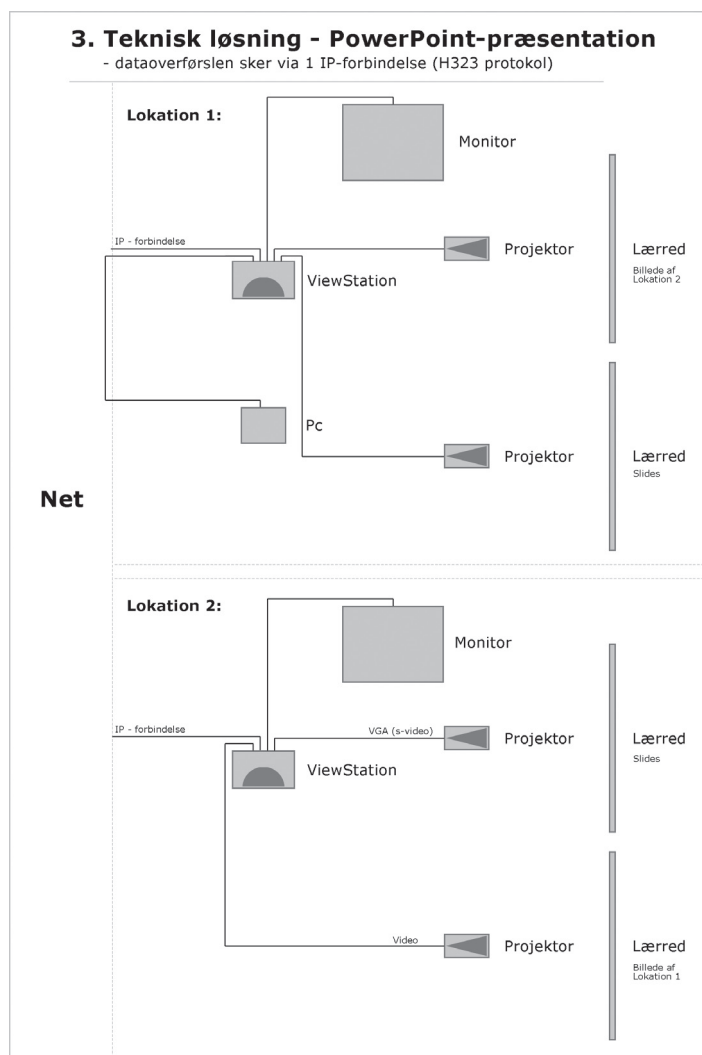 3. Teknisk løsning - PowerPoint-præsentation
- dataoverførslen sker via 1 IP-forbindelse (H323 protokol)
Lokation 1:
Monitor
IP - forbindelse
Projektor
Lærred
Billede af
Lokation 2
ViewStation
Pc
Projektor
Lærred
Slides
Net
Lokation 2:
Monitor
IP - forbindelse
VGA (s-video)
Projektor
Lærred
Slides
ViewStation
Video
Projektor
Lærred
Billede af
Lokation 1